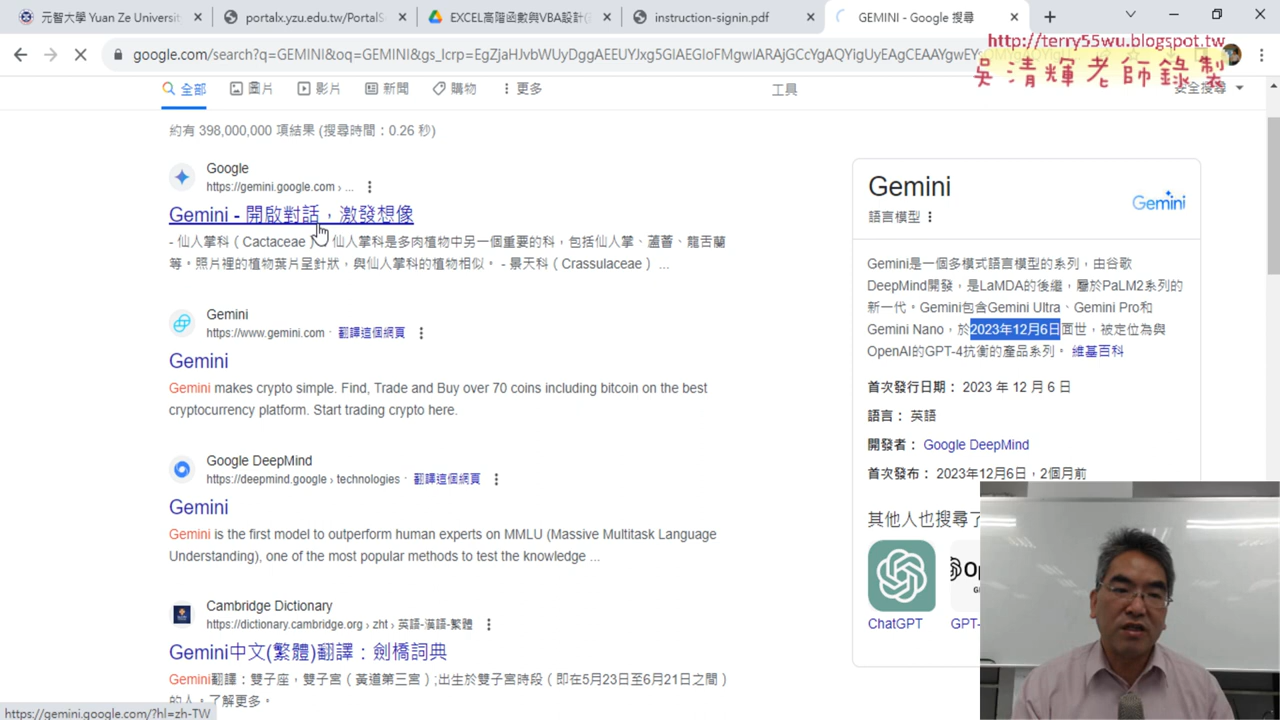 元智大學 Yuan Ze Universit
portalx.yzu.edu.tw/PortalS
EXCEL高階函數與VBA設計(
instruction-signin.pdf
GEMINI - Google 搜尋
http://terry55wu.blogspot.tw
吳清輝老師錄製
全部
圖片
影片
新聞
購物
更多
工具
安全搜尋
約有 398,000,000 項結果 (搜尋時間：0.26 秒)
Google
https://gemini.google.com › ...
Gemini - 開啟對話，激發想像
- 仙人掌科（Cactaceae）
仙人掌科是多肉植物中另一個重要的科，包括仙人掌、蘆薈、龍舌蘭
等。照片裡的植物葉片呈針狀，與仙人掌科的植物相似。 - 景天科（Crassulaceae） ...
Gemini
https://www.gemini.com · 翻譯這個網頁
Gemini
Gemini makes crypto simple. Find, Trade and Buy over 70 coins including bitcoin on the best
cryptocurrency platform. Start trading crypto here.
Google DeepMind
https://deepmind.google › technologies · 翻譯這個網頁
Gemini
Gemini is the first model to outperform human experts on MMLU (Massive Multitask Language
Understanding), one of the most popular methods to test the knowledge ...
Cambridge Dictionary
https://dictionary.cambridge.org › zht › 英語-漢語-繁體
Gemini中文(繁體)翻譯：劍橋詞典
Gemini翻譯：雙子座，雙子宮（黃道第三宮）;出生於雙子宮時段（即在5月23日至6月21日之間）
的人。了解更多。
Gemini
語言模型
Gemini
Gemini是一個多模式語言模型的系列，由谷歌
DeepMind開發，是LaMDA的後繼，屬於PaLM2系列的
新一代。Gemini包含Gemini Ultra、Gemini Pro和
Gemini Nano，於2023年12月6日面世，被定位為與
OpenAI的GPT-4抗衡的產品系列。 維基百科
首次發行日期： 2023 年 12 月 6 日
語言： 英語
開發者： Google DeepMind
首次發布： 2023年12月6日，2個月前
其他人也搜尋了
ChatGPT
GPT-
https://gemini.google.com/?hl=zh-TW